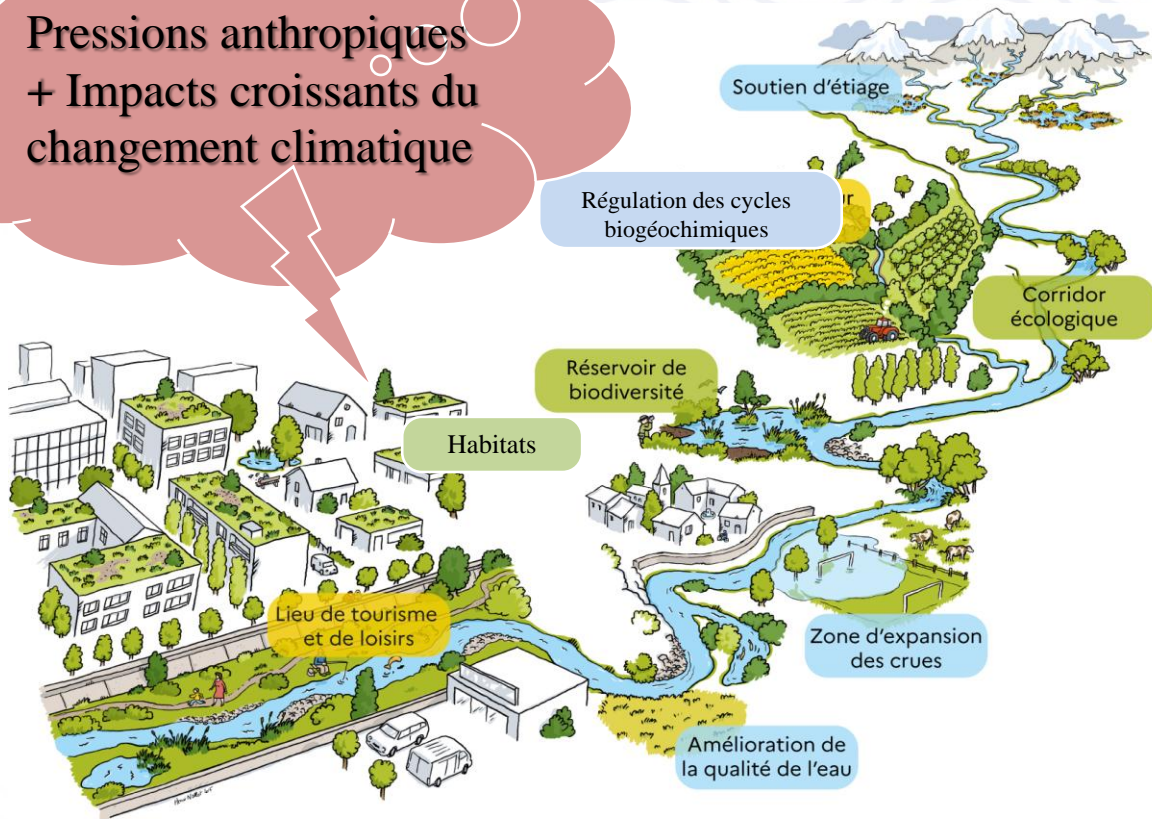 Pressions anthropiques
+ Impacts croissants du
changement climatique
Soutien d'étiage
Régulation des cycles
biogéochimiques
Corridor
écologique
Réservoir de
biodiversité
Habitats
Lieu de tourisme
et de loisirs
Zone d'expansion
des crues
Amélioration de
la qualité de l'eau